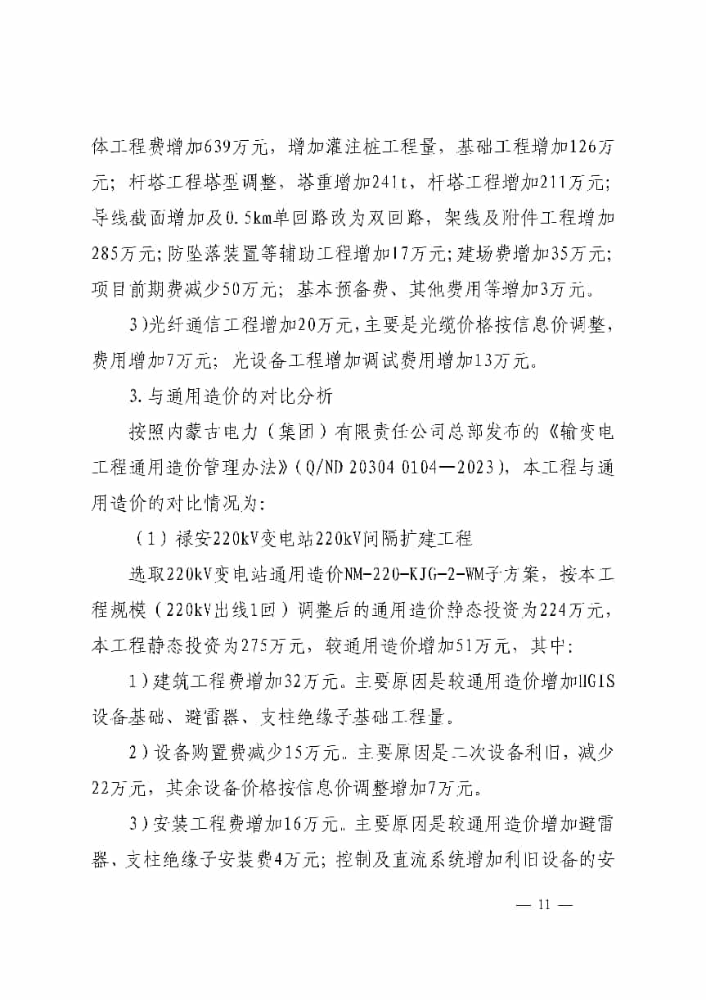 体工程费增加639万元，增加灌注桩工程量，基础工程增加126万
元；杆塔工程塔型调整，塔重增加241t，杆塔工程增加211万元；
导线截面增加及0.5km单回路改为双回路，架线及附件工程增加
285万元；防坠落装置等辅助工程增加17万元；建场费增加35万元；
项目前期费减少50万元；基本预备费、其他费用等增加3万元。
3）光纤通信工程增加20万元，主要是光缆价格按信息价调整，
费用增加7万元；光设备工程增加调试费用增加13万元。
3.与通用造价的对比分析
按照内蒙古电力（集团）有限责任公司总部发布的《输变电
工程通用造价管理办法》（Q/ND 20304 0104—2023），本工程与通
用造价的对比情况为：
（1）禄安220kV变电站220kV间隔扩建工程
选取220kV变电站通用造价NM-220-KJG-2-WM子方案，按本工
程规模（220kV出线1回）调整后的通用造价静态投资为224万元，
本工程静态投资为275万元，较通用造价增加51万元，其中：
1）建筑工程费增加32万元。主要原因是较通用造价增加HGIS
设备基础、避雷器、支柱绝缘子基础工程量。
2）设备购置费减少15万元。主要原因是二次设备利旧，减少
22万元，其余设备价格按信息价调整增加7万元。
3）安装工程费增加16万元。主要原因是较通用造价增加避雷
器、支柱绝缘子安装费4万元；控制及直流系统增加利旧设备的安
— 11 —